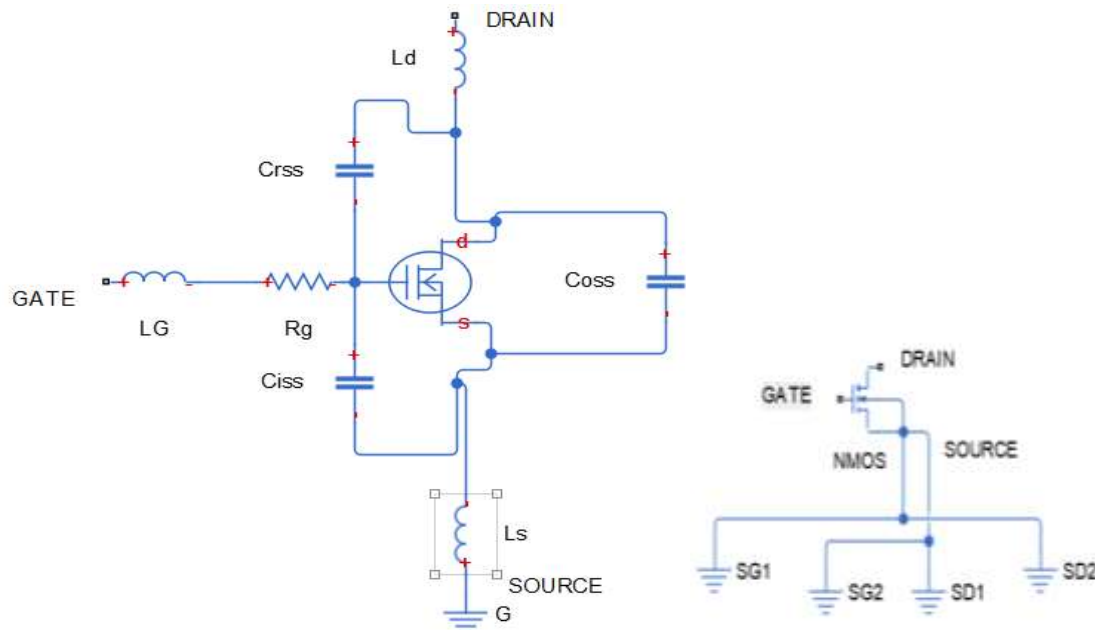 DRAIN
Ld
Crss
d
Coss
GATE
LG
Rg
s
Ciss
Ls
SOURCE
G
DRAIN
GATE
SOURCE
NMOS
SG1
SG2
SD1
SD2